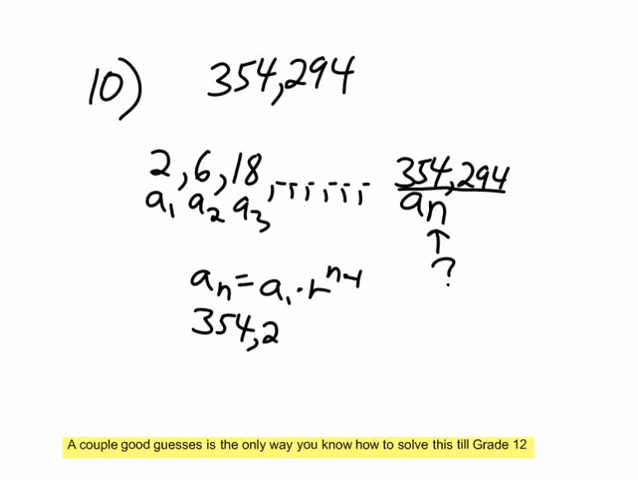 10) 354,294
2, 6, 18, ...... 354,294
a₁ a₂ a₃ aₙ
↑
?
aₙ = a₁ · rⁿ⁻¹
354,2
A couple good guesses is the only way you know how to solve this till Grade 12